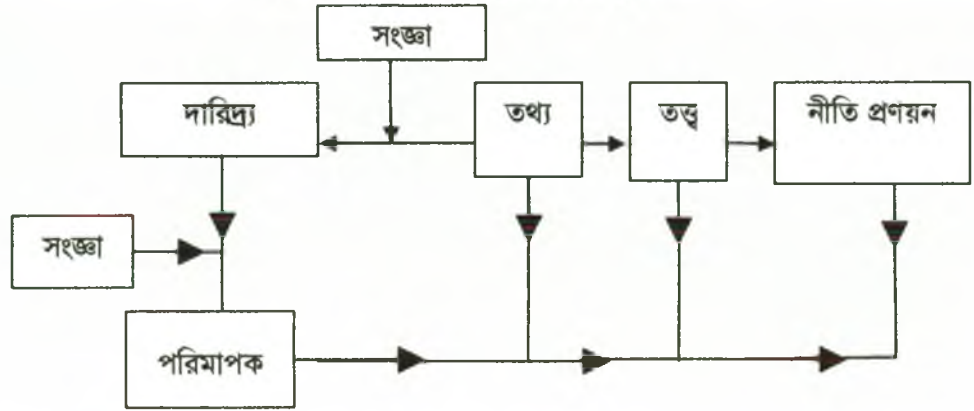 সংজ্ঞা
দারিদ্র্য
তথ্য
তত্ত্ব
নীতি প্রণয়ন
সংজ্ঞা
পরিমাপক